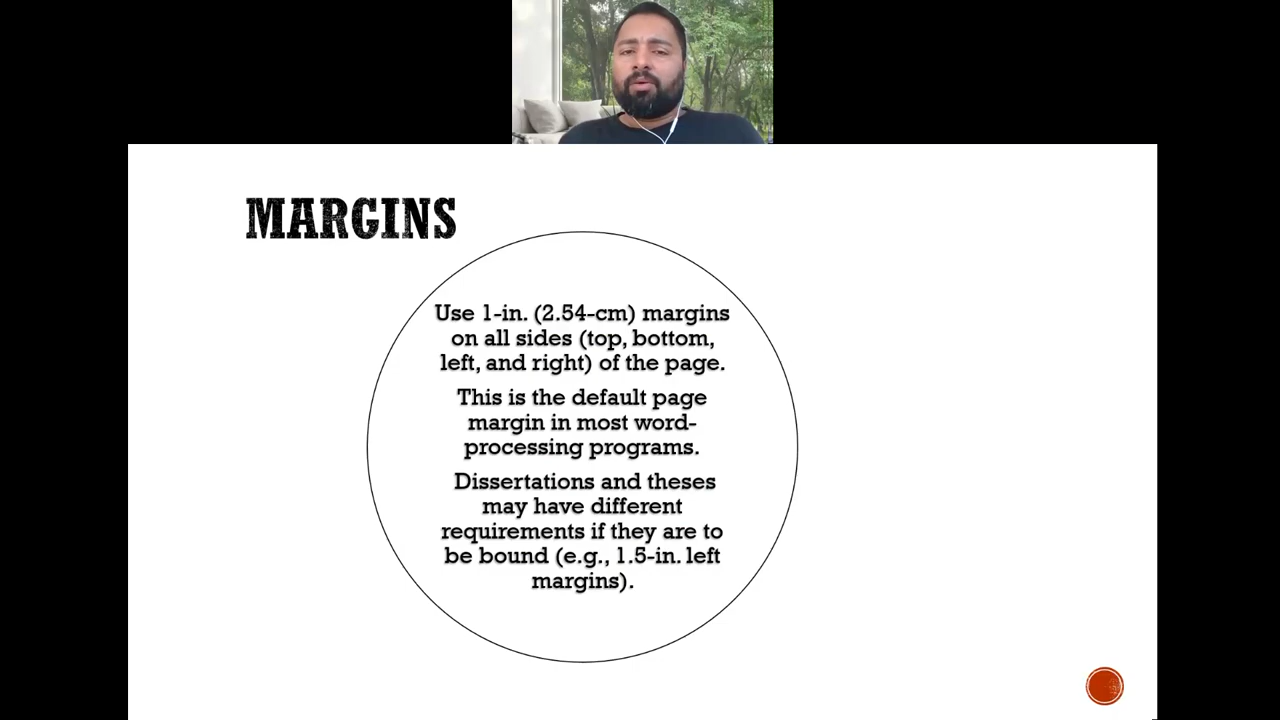 MARGINS
Use 1-in. (2.54-cm) margins
on all sides (top, bottom,
left, and right) of the page.
This is the default page
margin in most word-
processing programs.
Dissertations and theses
may have different
requirements if they are to
be bound (e.g., 1.5-in. left
margins).